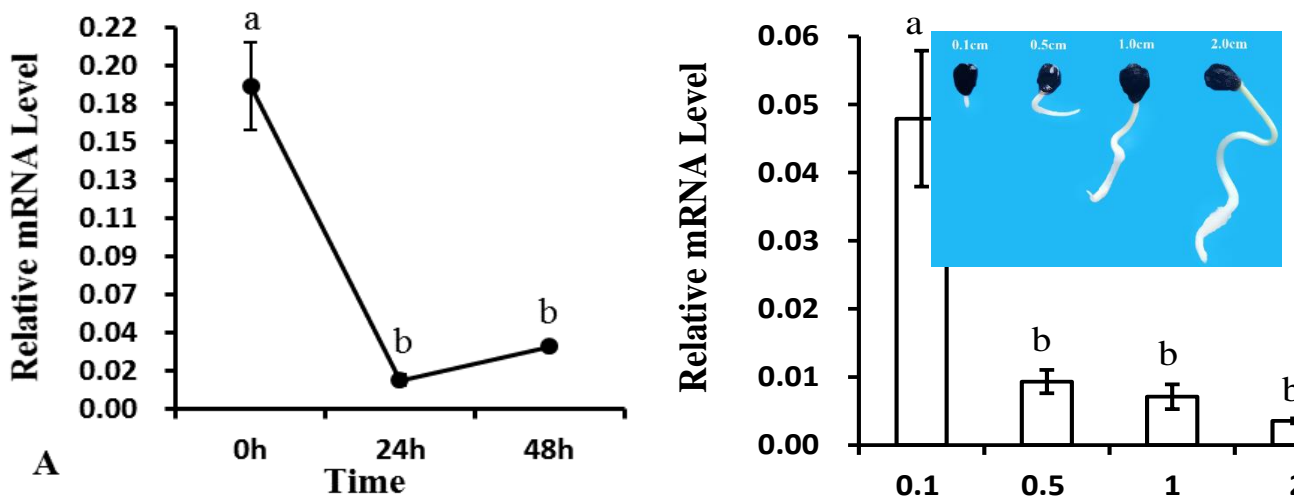 Relative mRNA Level
0.22
0.20
0.18
0.15
0.13
0.11
0.09
0.07
0.04
0.02
0.00
a
b
b
0h 24h 48h
Time
A
Relative mRNA Level
0.06
0.05
0.04
0.03
0.02
0.01
0.00
a
0.1cm 0.5cm 1.0cm 2.0cm
b
b
b
0.1 0.5 1 2